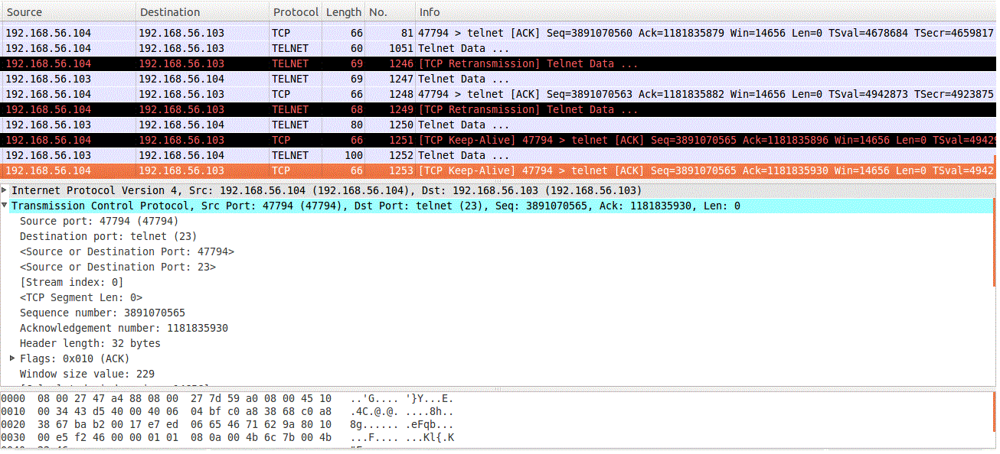 Source Destination Protocol Length No. Info
192.168.56.104 192.168.56.103 TCP 66 81 47794 > telnet [ACK] Seq=3891070560 Ack=1181835879 Win=14656 Len=0 TSval=4678684 TSecr=4659817
192.168.56.104 192.168.56.103 TELNET 60 1051 Telnet Data ...
192.168.56.104 192.168.56.103 TELNET 69 1246 [TCP Retransmission] Telnet Data ...
192.168.56.103 192.168.56.104 TELNET 69 1247 Telnet Data ...
192.168.56.104 192.168.56.103 TCP 66 1248 47794 > telnet [ACK] Seq=3891070563 Ack=1181835882 Win=14656 Len=0 TSval=4942873 TSecr=4923875
192.168.56.104 192.168.56.103 TELNET 68 1249 [TCP Retransmission] Telnet Data ...
192.168.56.103 192.168.56.104 TELNET 80 1250 Telnet Data ...
192.168.56.104 192.168.56.103 TCP 66 1251 [TCP Keep-Alive] 47794 > telnet [ACK] Seq=3891070565 Ack=1181835896 Win=14656 Len=0 TSval=4942
192.168.56.103 192.168.56.104 TELNET 100 1252 Telnet Data ...
192.168.56.104 192.168.56.103 TCP 66 1253 [TCP Keep-Alive] 47794 > telnet [ACK] Seq=3891070565 Ack=1181835930 Win=14656 Len=0 TSval=4942
Internet Protocol Version 4, Src: 192.168.56.104 (192.168.56.104), Dst: 192.168.56.103 (192.168.56.103)
Transmission Control Protocol, Src Port: 47794 (47794), Dst Port: telnet (23), Seq: 3891070565, Ack: 1181835930, Len: 0
Source port: 47794 (47794)
Destination port: telnet (23)
<Source or Destination Port: 47794>
<Source or Destination Port: 23>
[Stream index: 0]
<TCP Segment Len: 0>
Sequence number: 3891070565
Acknowledgement number: 1181835930
Header length: 32 bytes
Flags: 0x010 (ACK)
Window size value: 229
0000 08 00 27 47 a4 88 08 00 27 7d 59 a0 08 00 45 10 ..'G.... '}Y...E.
0010 00 34 43 d5 40 00 40 06 04 bf c0 a8 38 68 c0 a8 .4C.@.@. ....8h..
0020 38 67 ba b2 00 17 e7 ed 06 65 46 71 62 9a 80 10 8g...... .eFqb...
0030 00 e5 f2 46 00 00 01 01 08 0a 00 4b 6c 7b 00 4b ...F.... ...Kl{.K